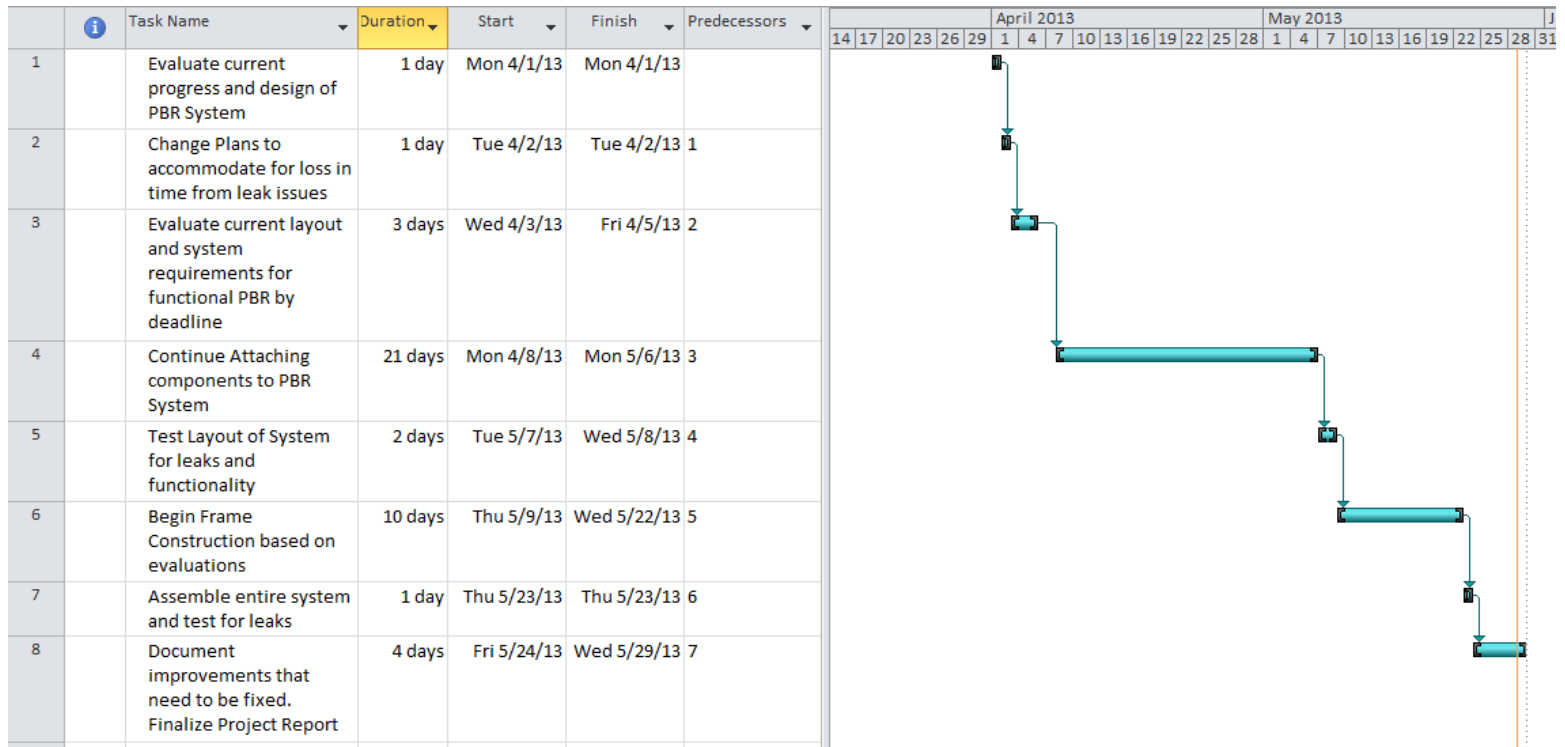 Task Name Duration Start Finish Predecessors
April 2013 May 2013 J
14 17 20 23 26 29 1 4 7 10 13 16 19 22 25 28 1 4 7 10 13 16 19 22 25 28 31
1 Evaluate current 1 day Mon 4/1/13 Mon 4/1/13
progress and design of
PBR System
2 Change Plans to 1 day Tue 4/2/13 Tue 4/2/13 1
accommodate for loss in
time from leak issues
3 Evaluate current layout 3 days Wed 4/3/13 Fri 4/5/13 2
and system
requirements for
functional PBR by
deadline
4 Continue Attaching 21 days Mon 4/8/13 Mon 5/6/13 3
components to PBR
System
5 Test Layout of System 2 days Tue 5/7/13 Wed 5/8/13 4
for leaks and
functionality
6 Begin Frame 10 days Thu 5/9/13 Wed 5/22/13 5
Construction based on
evaluations
7 Assemble entire system 1 day Thu 5/23/13 Thu 5/23/13 6
and test for leaks
8 Document 4 days Fri 5/24/13 Wed 5/29/13 7
improvements that
need to be fixed.
Finalize Project Report